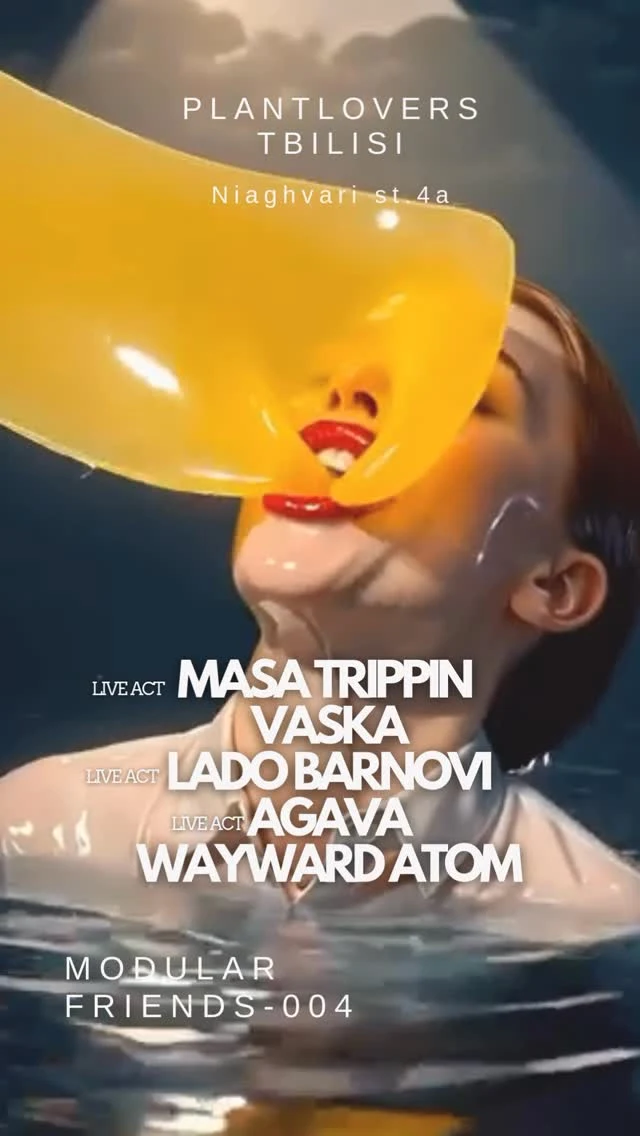 PLANTLOVERS
TBILISI
Niaghvari st.4a
LIVE ACT MASA TRIPPIN
VASKA
LIVE ACT LADO BARNOVI
LIVE ACT AGAVA
WAYWARD ATOM
MODULAR
FRIENDS-004